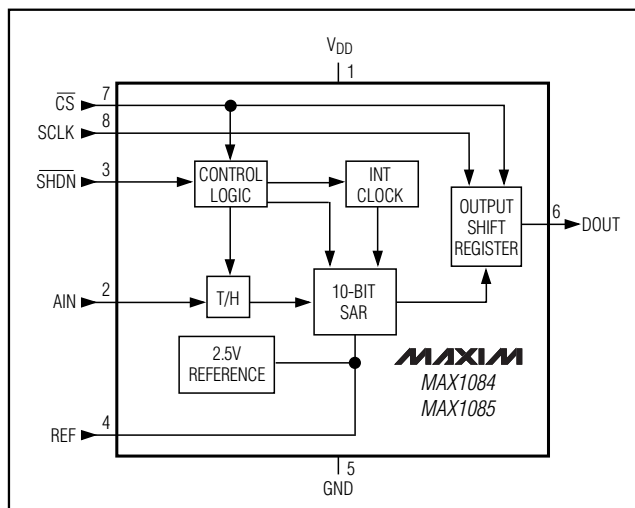 VDD
1
CS
7
SCLK
8
SHDN
3
CONTROL
LOGIC
INT
CLOCK
OUTPUT
SHIFT
REGISTER
6
DOUT
AIN
2
T/H
10-BIT
SAR
2.5V
REFERENCE
MAXIM
MAX1084
MAX1085
REF
4
5
GND